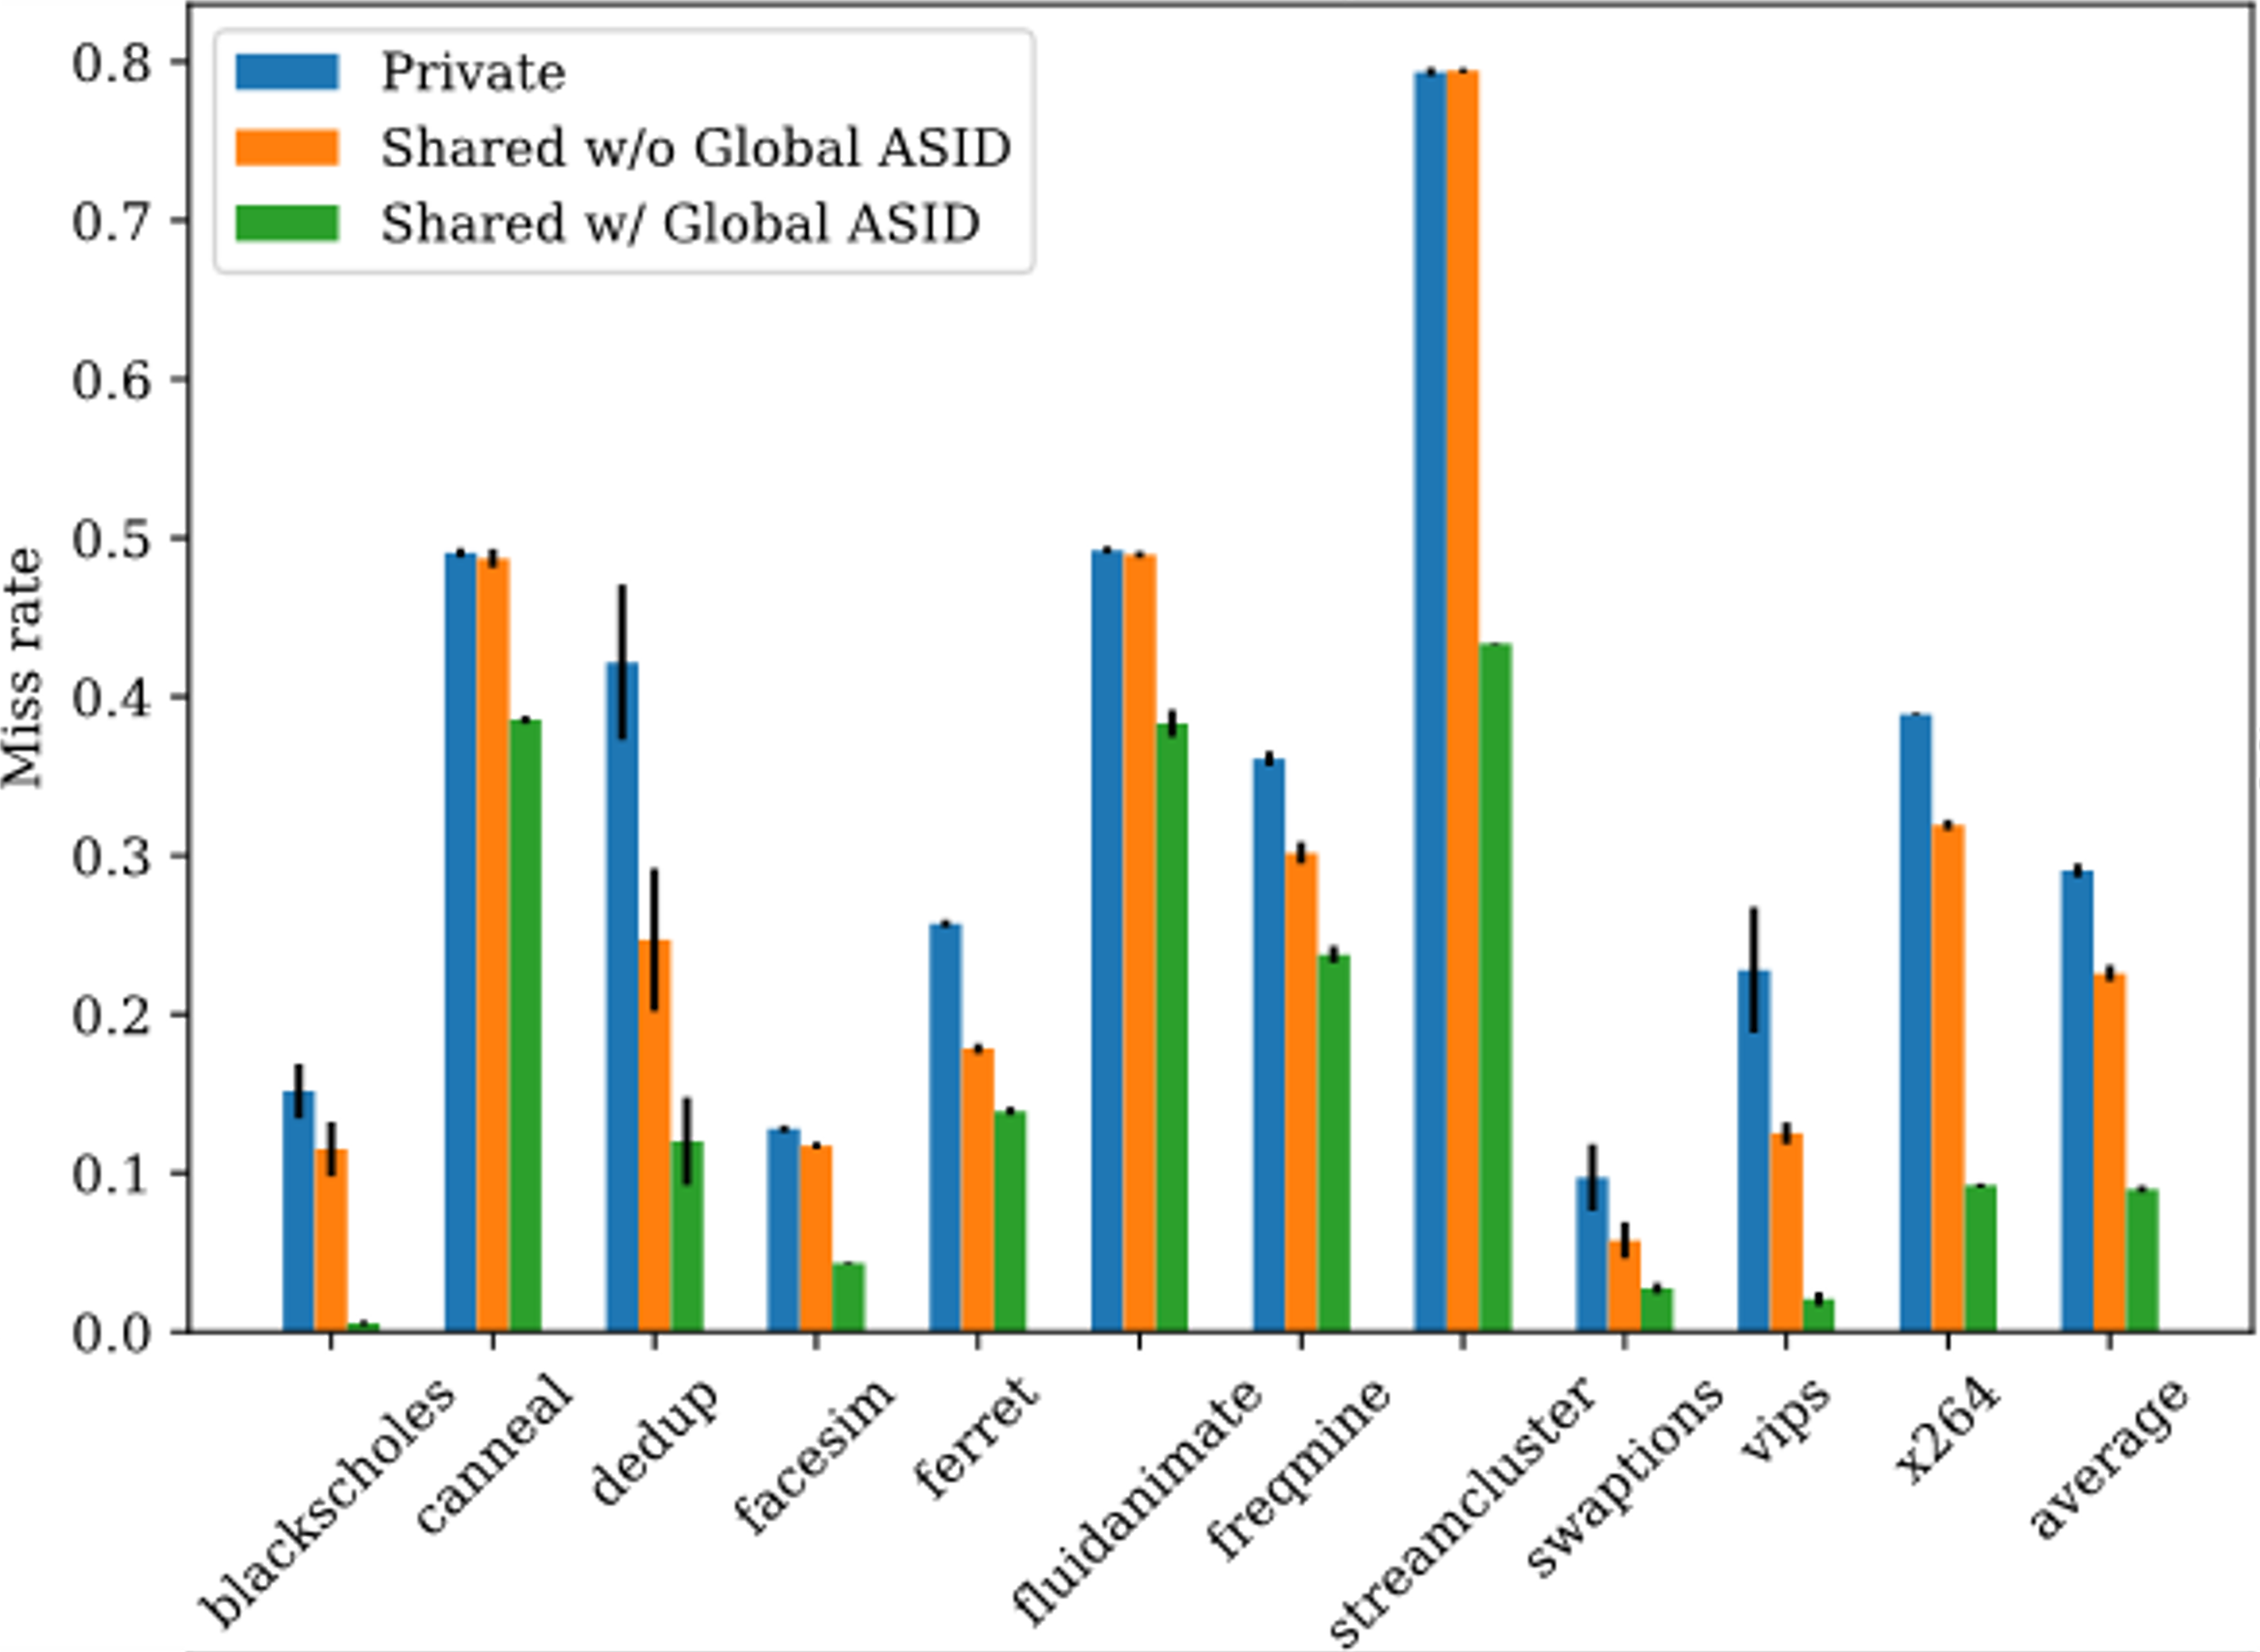 Private
Shared w/o Global ASID
Shared w/ Global ASID
Miss rate
0.8
0.7
0.6
0.5
0.4
0.3
0.2
0.1
0.0
blackscholes
canneal
dedup
facesim
ferret
fluidanimate
freqmine
streamcluster
swaptions
vips
x264
average